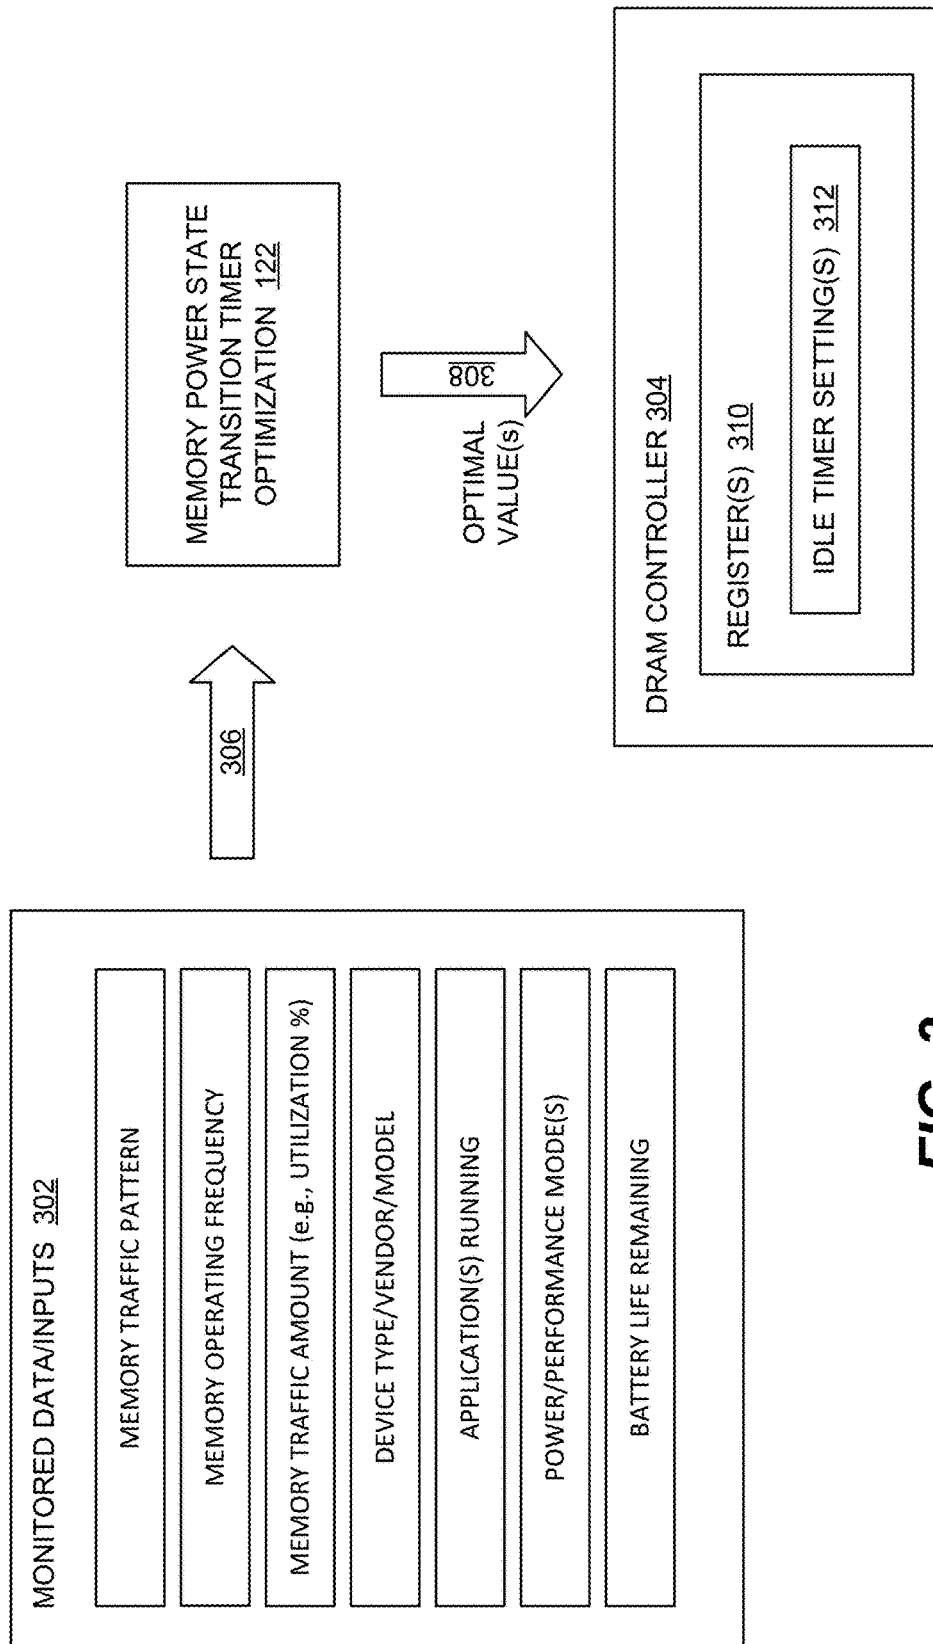 MONITORED DATA/INPUTS 302
MEMORY TRAFFIC PATTERN
MEMORY OPERATING FREQUENCY
MEMORY TRAFFIC AMOUNT (e.g., UTILIZATION %)
DEVICE TYPE/VENDOR/MODEL
APPLICATION(S) RUNNING
POWER/PERFORMANCE MODE(S)
BATTERY LIFE REMAINING
306
MEMORY POWER STATE
TRANSITION TIMER
OPTIMIZATION 122
OPTIMAL
VALUE(s)
308
DRAM CONTROLLER 304
REGISTER(S) 310
IDLE TIMER SETTING(S) 312